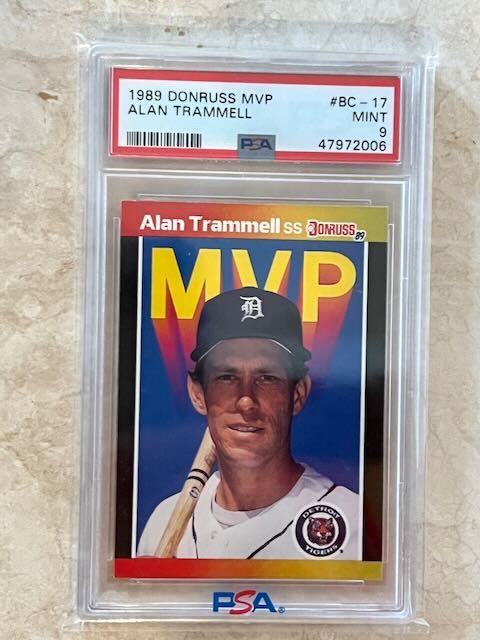 1989 DONRUSS MVP #BC-17
ALAN TRAMMELL MINT
9
PSA 47972006
Alan Trammell SS DONRUSS 89
MVP
D
DETROIT
TIGERS
PSA